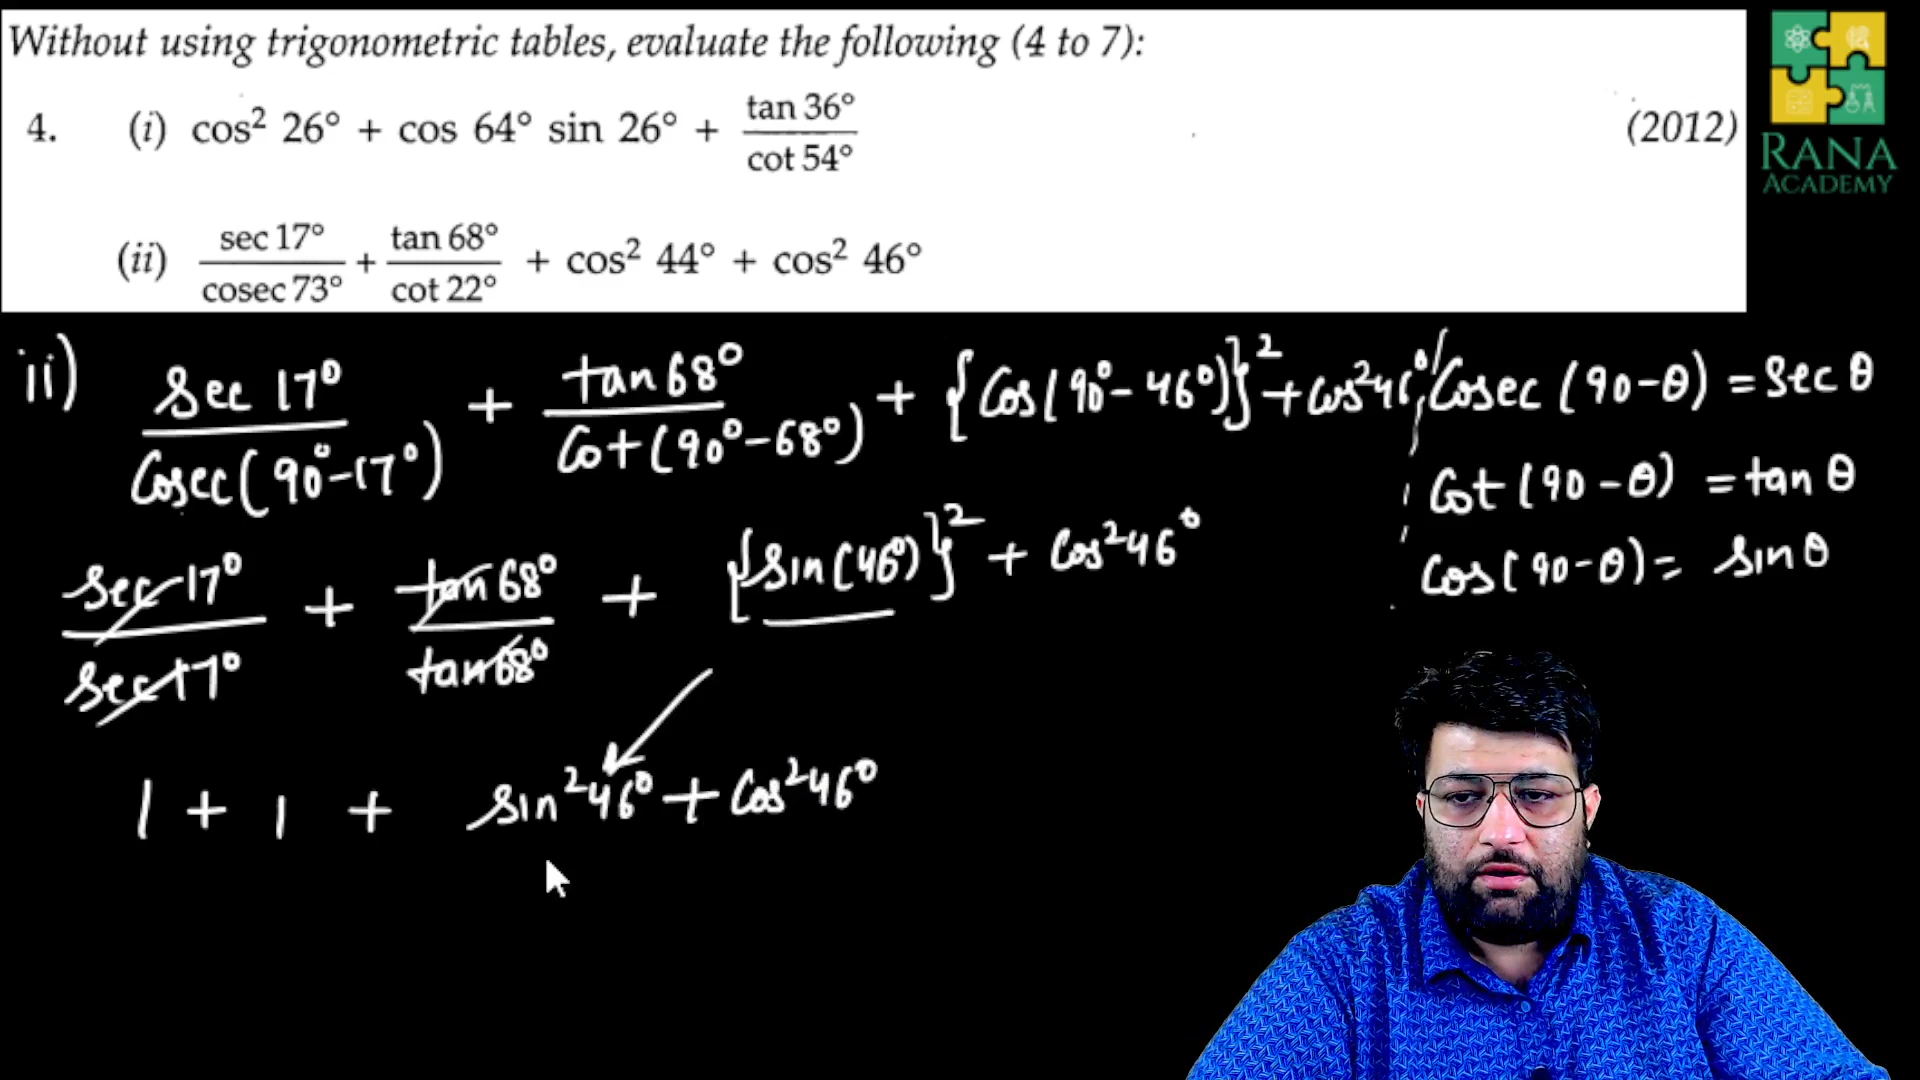 Without using trigonometric tables, evaluate the following (4 to 7):
4. (i) cos² 26° + cos 64° sin 26° + tan 36° / cot 54° (2012)
(ii) sec 17° / cosec 73° + tan 68° / cot 22° + cos² 44° + cos² 46°
RANA
ACADEMY
ii) sec 17° / Cosec(90°-17°) + tan 68° / Cot(90°-68°) + {Cos(90°-46°)}² + cos²46°
Cosec (90-θ) = sec θ
Cot (90-θ) = tan θ
Cos(90-θ) = sin θ
sec 17° / sec 17° + tan 68° / tan 68° + {sin(46°)}² + Cos²46°
1 + 1 + sin²46° + Cos²46°